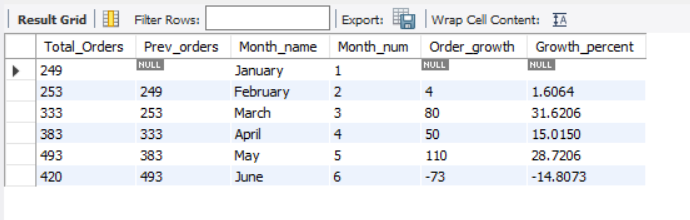 Result Grid Filter Rows: Export: Wrap Cell Content: IA
Total_Orders Prev_orders Month_name Month_num Order_growth Growth_percent
249 NULL January 1 NULL NULL
253 249 February 2 4 1.6064
333 253 March 3 80 31.6206
383 333 April 4 50 15.0150
493 383 May 5 110 28.7206
420 493 June 6 -73 -14.8073